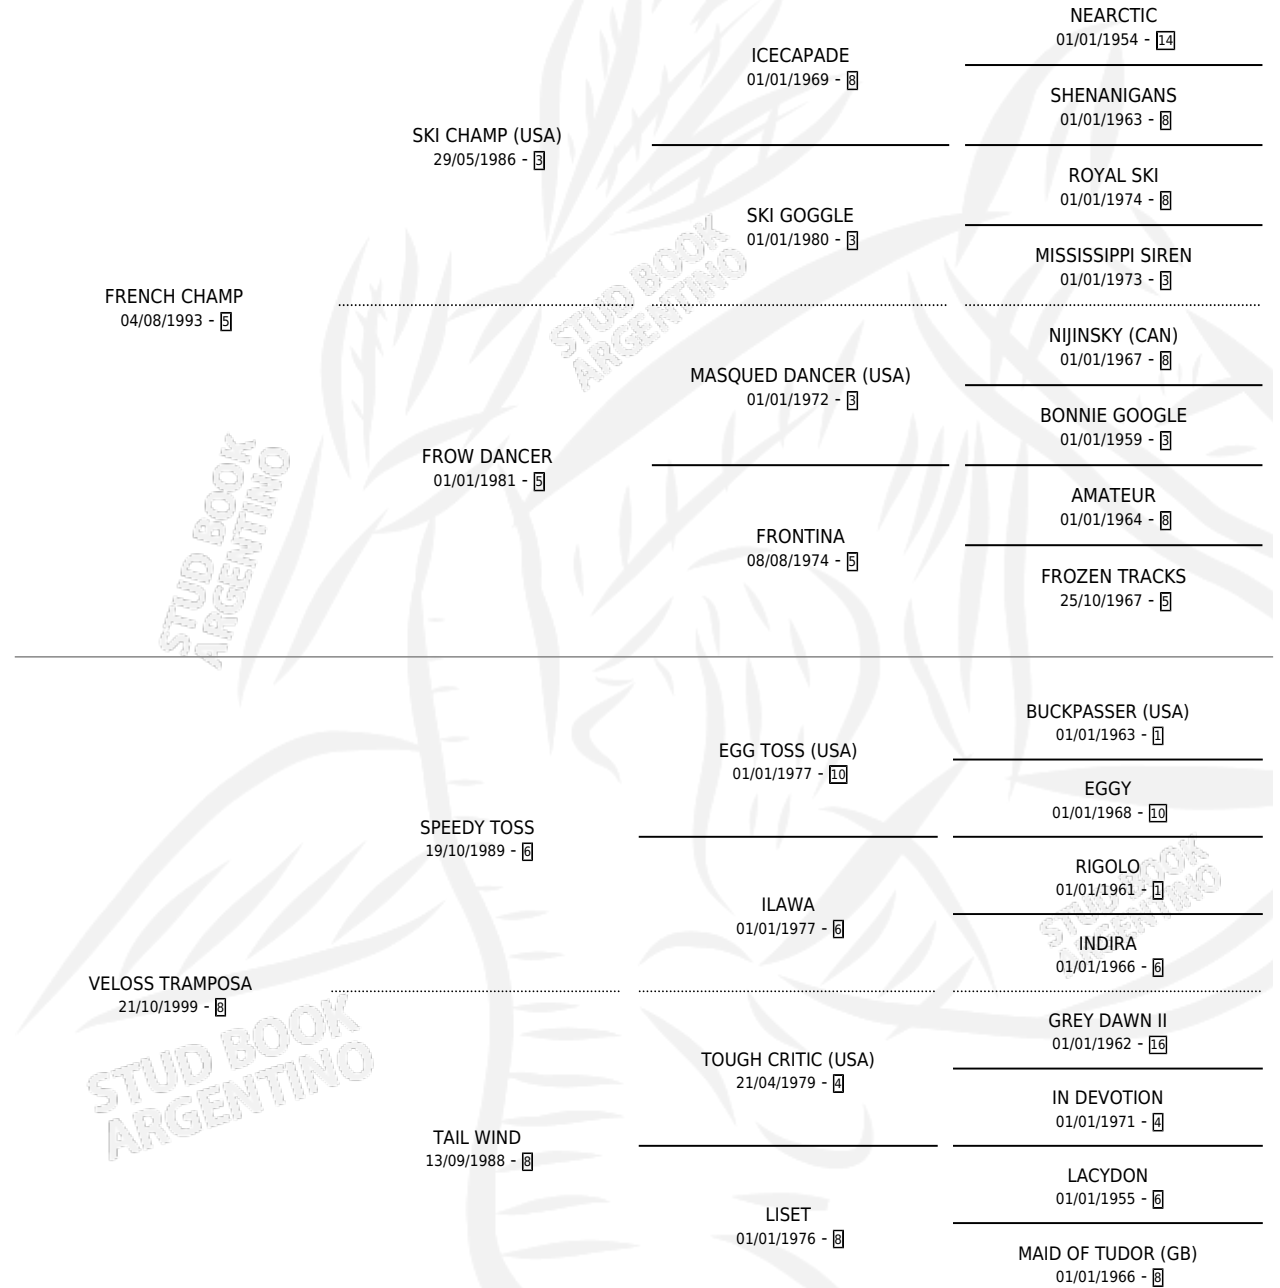 NEARCTIC
01/01/1954 - 14
ICECAPADE
01/01/1969 - 8
SHENANIGANS
01/01/1963 - 8
SKI CHAMP (USA)
29/05/1986 - 3
ROYAL SKI
01/01/1974 - 8
SKI GOGGLE
01/01/1980 - 3
MISSISSIPPI SIREN
01/01/1973 - 3
FRENCH CHAMP
04/08/1993 - 5
NIJINSKY (CAN)
01/01/1967 - 8
MASQUED DANCER (USA)
01/01/1972 - 3
BONNIE GOOGLE
01/01/1959 - 3
FROW DANCER
01/01/1981 - 5
AMATEUR
01/01/1964 - 8
FRONTINA
08/08/1974 - 5
FROZEN TRACKS
25/10/1967 - 5
STUD BOOK
ARGENTINO
STUD BOOK
ARGENTINO
BUCKPASSER (USA)
01/01/1963 - 1
EGG TOSS (USA)
01/01/1977 - 10
EGGY
01/01/1968 - 10
SPEEDY TOSS
19/10/1989 - 6
RIGOLO
01/01/1961 - 1
ILAWA
01/01/1977 - 6
INDIRA
01/01/1966 - 6
STUD BOOK
ARGENTINO
VELOSS TRAMPOSA
21/10/1999 - 8
GREY DAWN II
01/01/1962 - 16
TOUGH CRITIC (USA)
21/04/1979 - 4
IN DEVOTION
01/01/1971 - 4
STUD BOOK
ARGENTINO
TAIL WIND
13/09/1988 - 8
LACYDON
01/01/1955 - 6
LISET
01/01/1976 - 8
MAID OF TUDOR (GB)
01/01/1966 - 8